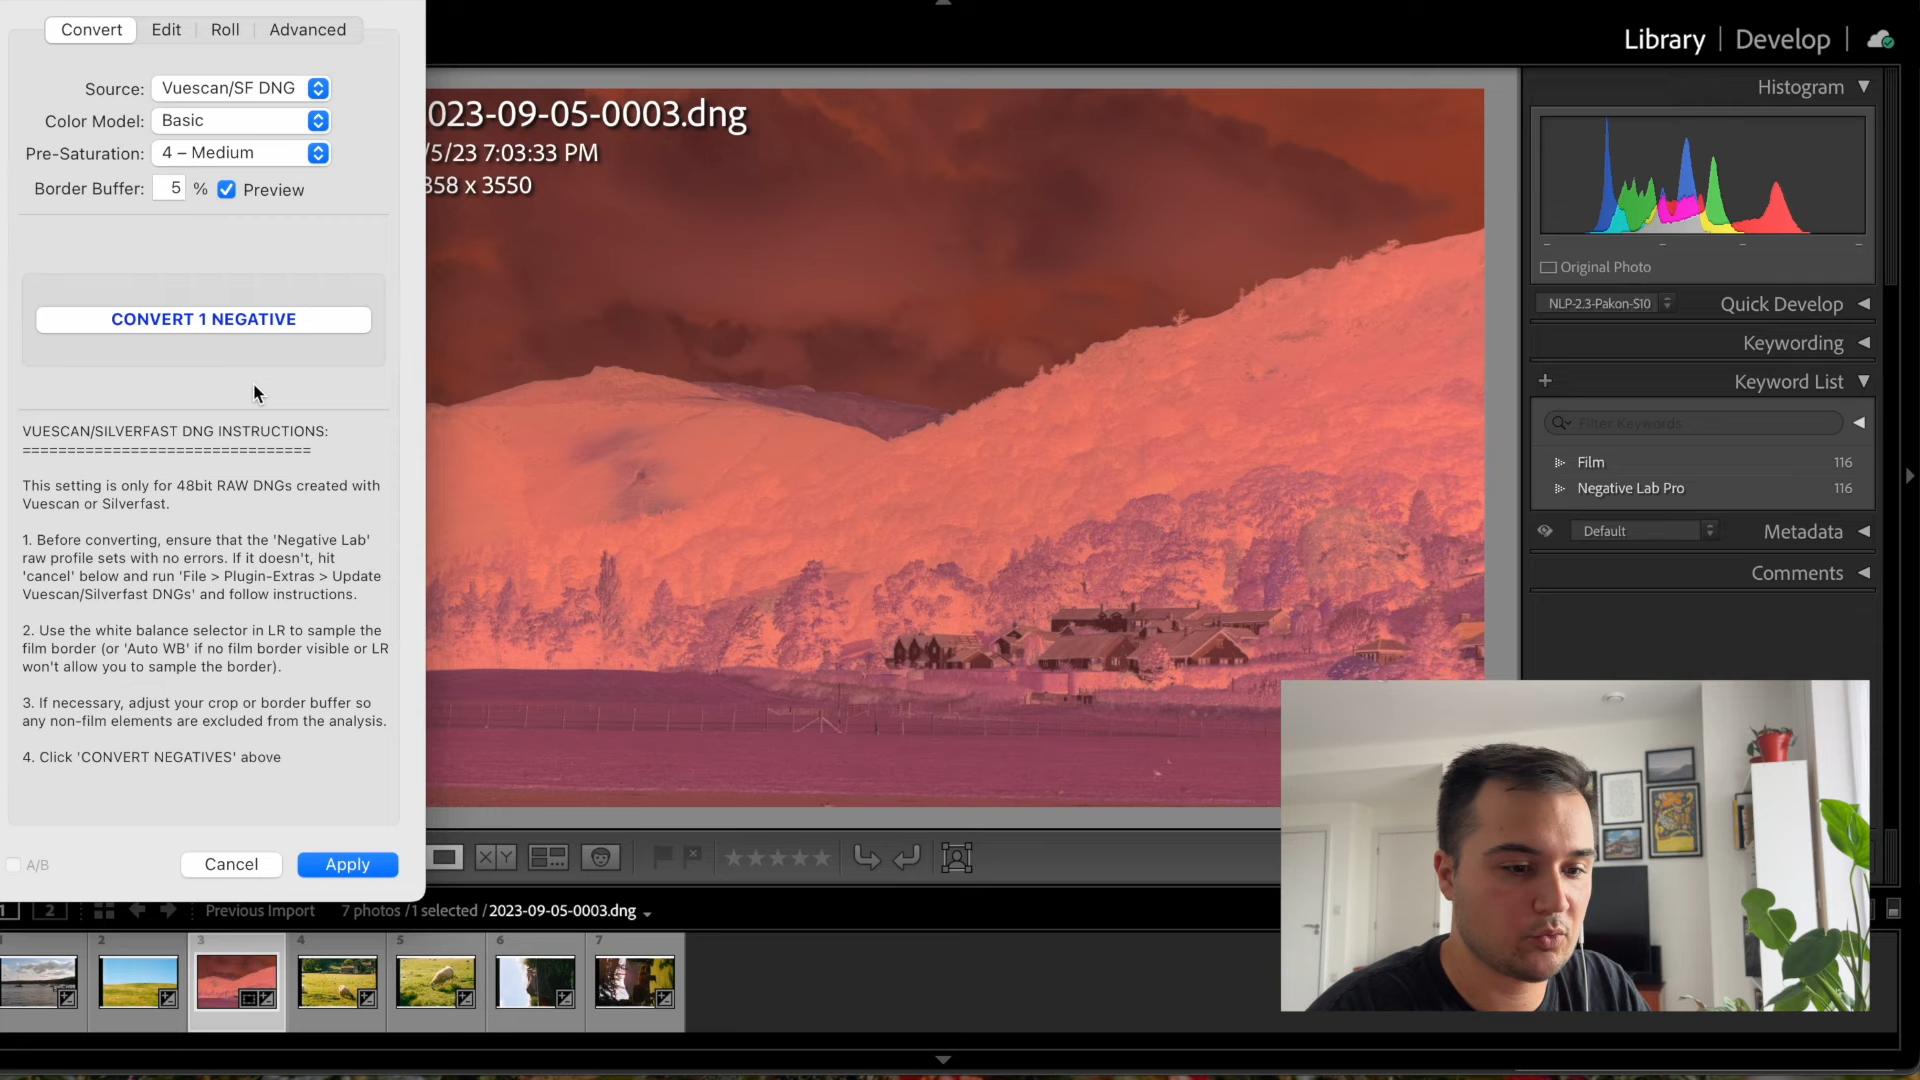 Convert
Edit
Roll
Advanced
Source: Vuescan/SF DNG
Color Model: Basic
Pre-Saturation: 4 – Medium
Border Buffer: 5 % Preview
CONVERT 1 NEGATIVE
VUESCAN/SILVERFAST DNG INSTRUCTIONS:
================================
This setting is only for 48bit RAW DNGs created with
Vuescan or Silverfast.
1. Before converting, ensure that the 'Negative Lab'
raw profile sets with no errors. If it doesn't, hit
'cancel' below and run 'File > Plugin-Extras > Update
Vuescan/Silverfast DNGs' and follow instructions.
2. Use the white balance selector in LR to sample the
film border (or 'Auto WB' if no film border visible or LR
won't allow you to sample the border).
3. If necessary, adjust your crop or border buffer so
any non-film elements are excluded from the analysis.
4. Click 'CONVERT NEGATIVES' above
A/B
Cancel
Apply
023-09-05-0003.dng
/5/23 7:03:33 PM
358 x 3550
Library | Develop |
Histogram
Original Photo
NLP-2.3-Pakon-S10
Quick Develop
Keywording
+ Keyword List
Filter Keywords
Film 116
Negative Lab Pro 116
Default
Metadata
Comments
X Y
1
2
Previous Import
7 photos / 1 selected / 2023-09-05-0003.dng
1
2
3
4
5
6
7